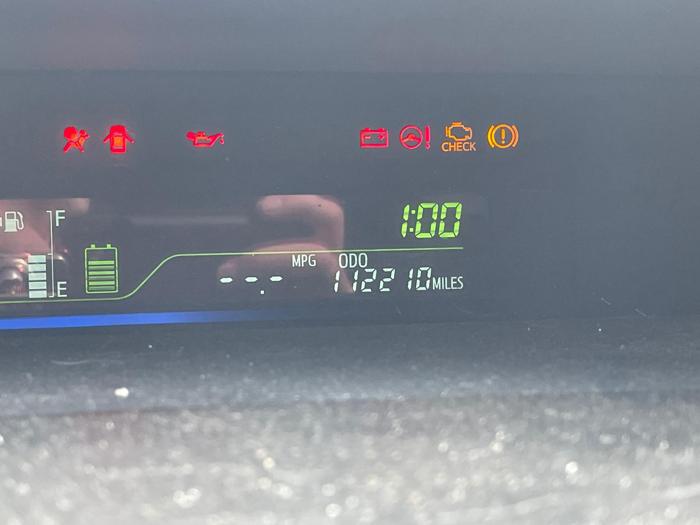 CHECK
F
1:00
MPG ODO
E --.- 112210 MILES